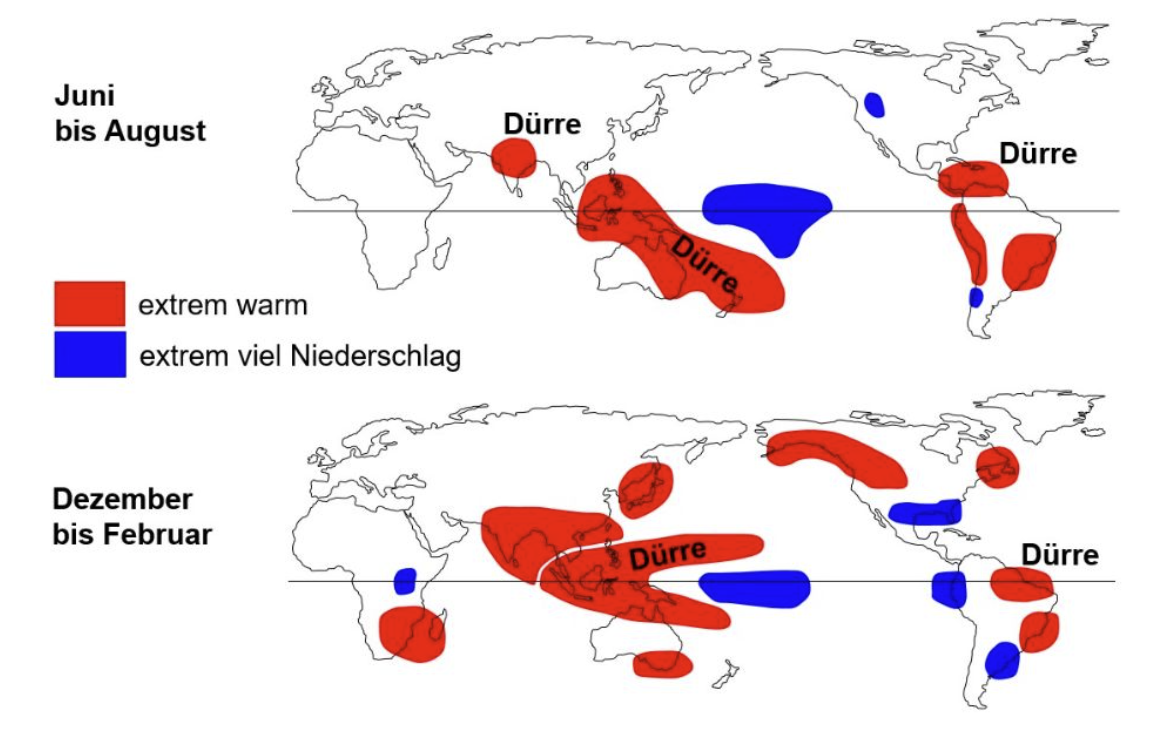 Juni
bis August
Dürre
Dürre
Dürre
extrem warm
extrem viel Niederschlag
Dezember
bis Februar
Dürre
Dürre